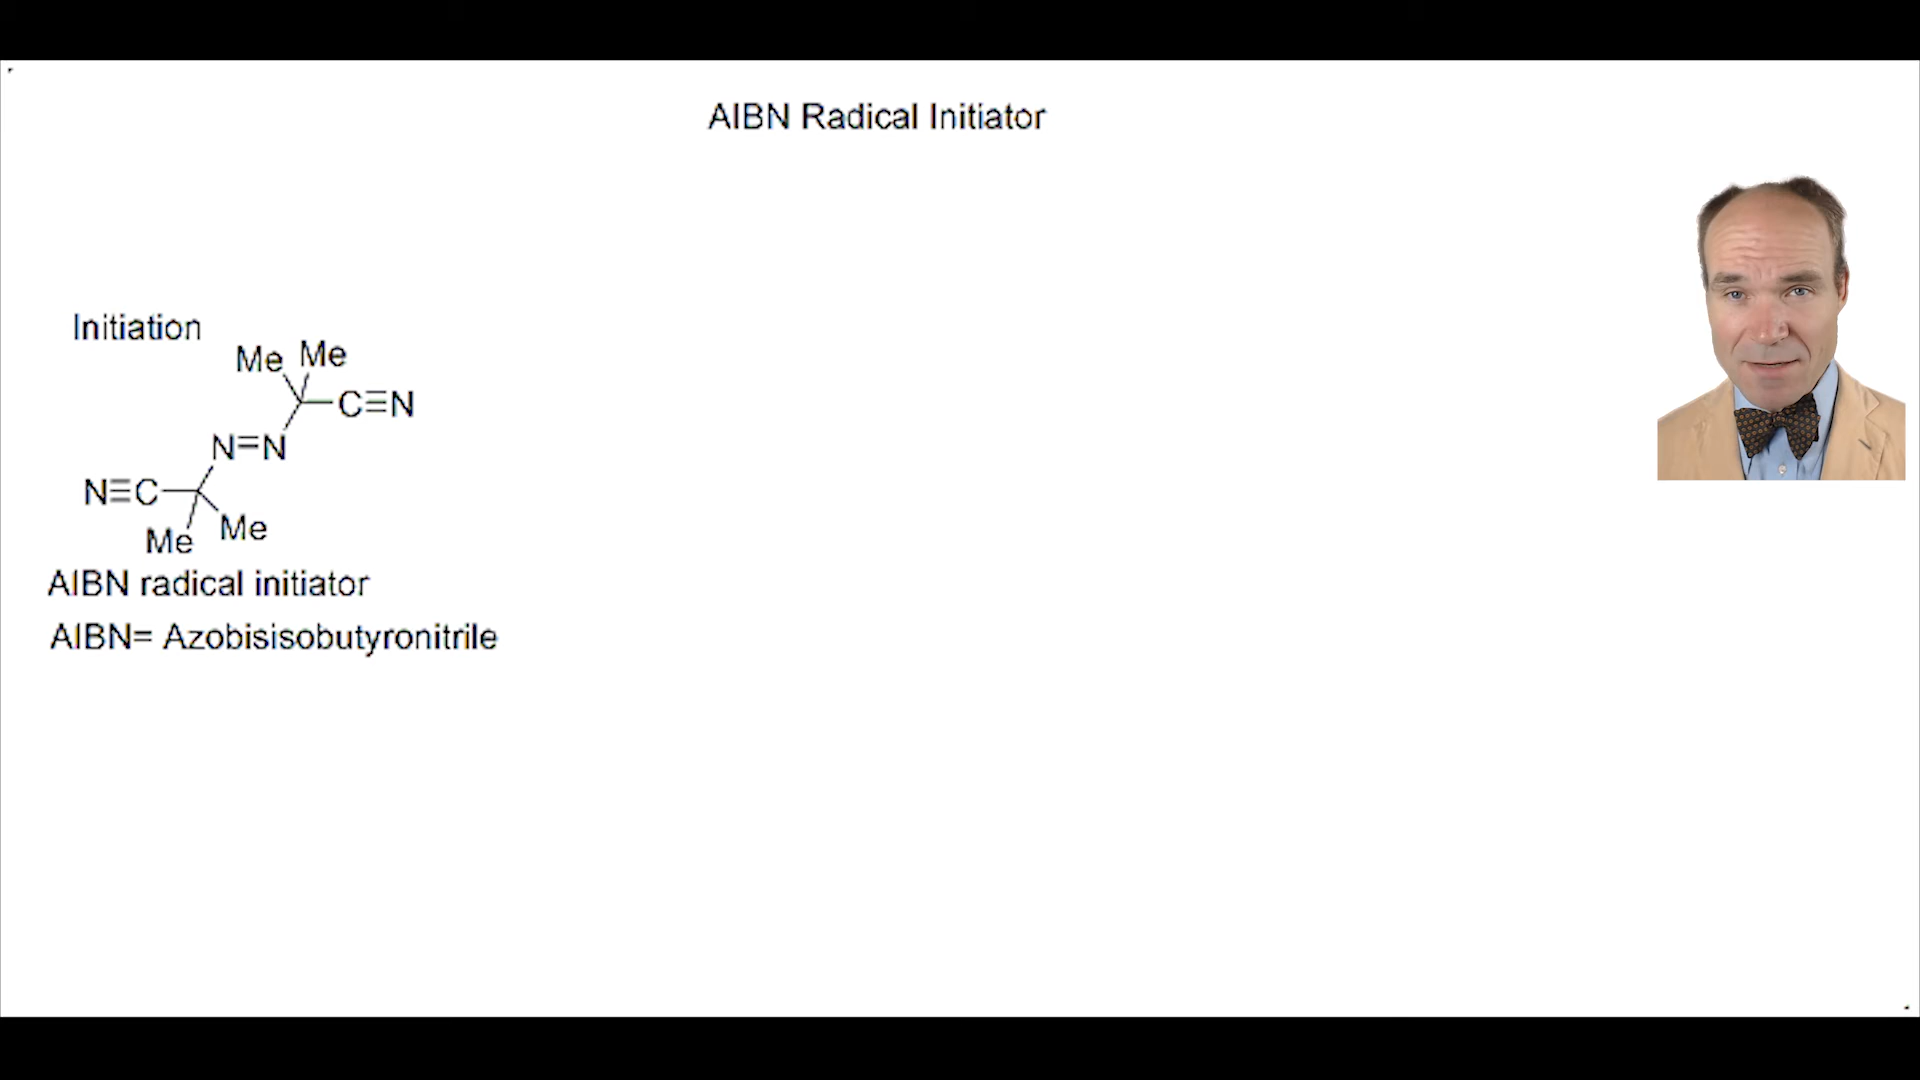 AIBN Radical Initiator
Initiation
Me Me
C≡N
N=N
N≡C
Me Me
AIBN radical initiator
AIBN= Azobisisobutyronitrile